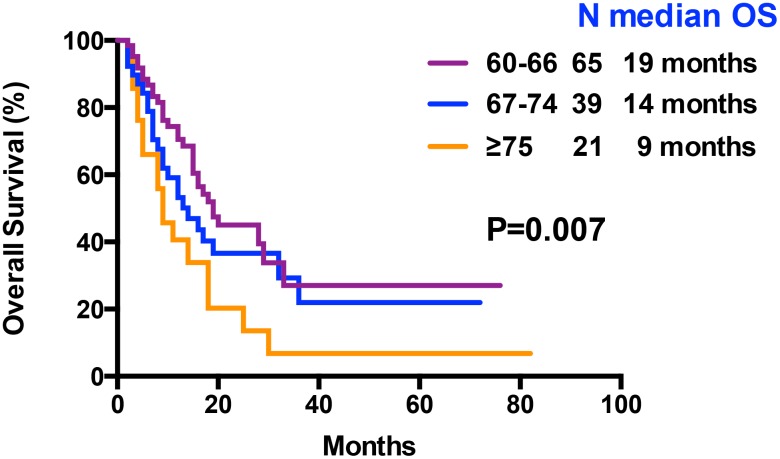 N median OS
60-66 65 19 months
67-74 39 14 months
≥75 21 9 months
P=0.007
Overall Survival (%)
100
80
60
40
20
0
0 20 40 60 80 100
Months